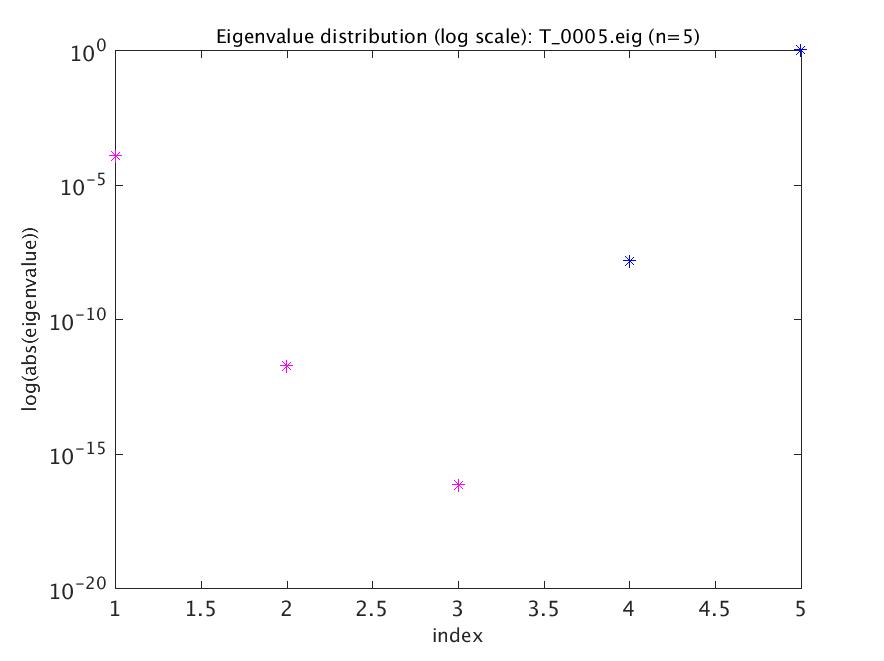 Eigenvalue distribution (log scale): T_0005.eig (n=5)
10^0
10^-5
10^-10
10^-15
10^-20
log(abs(eigenvalue))
1 1.5 2 2.5 3 3.5 4 4.5 5
index